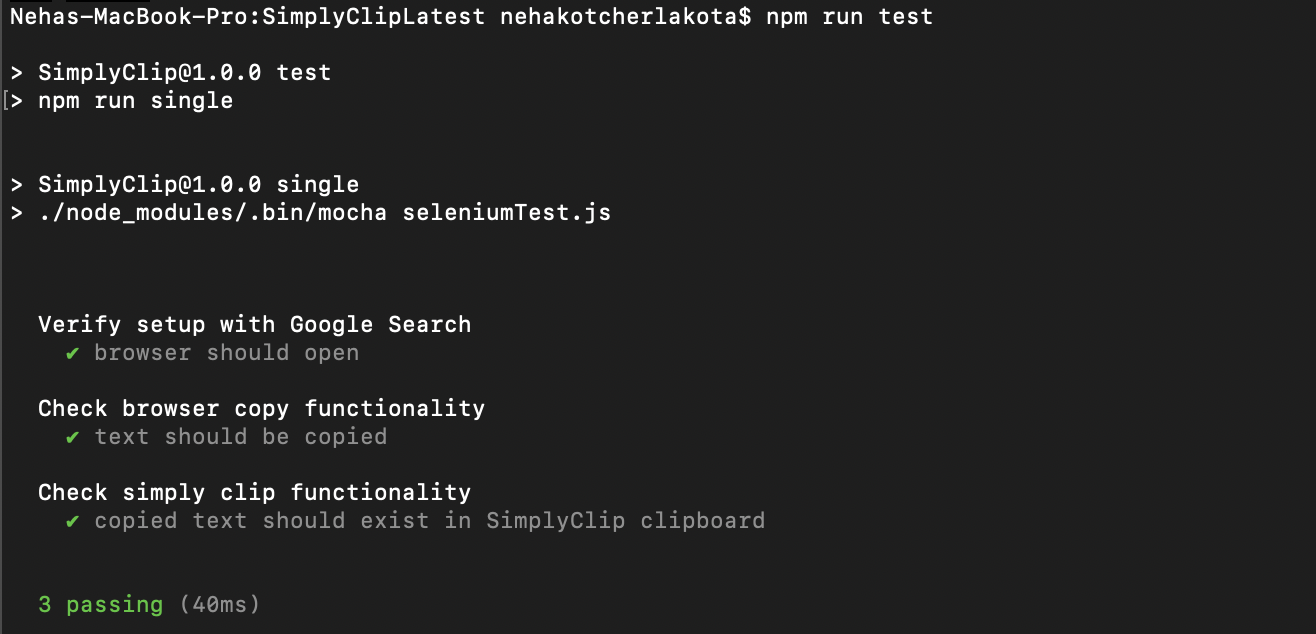 Nehas-MacBook-Pro:SimplyClipLatest nehakotcherlakota$ npm run test
> SimplyClip@1.0.0 test
[> npm run single
> SimplyClip@1.0.0 single
> ./node_modules/.bin/mocha seleniumTest.js
Verify setup with Google Search
✔ browser should open
Check browser copy functionality
✔ text should be copied
Check simply clip functionality
✔ copied text should exist in SimplyClip clipboard
3 passing (40ms)